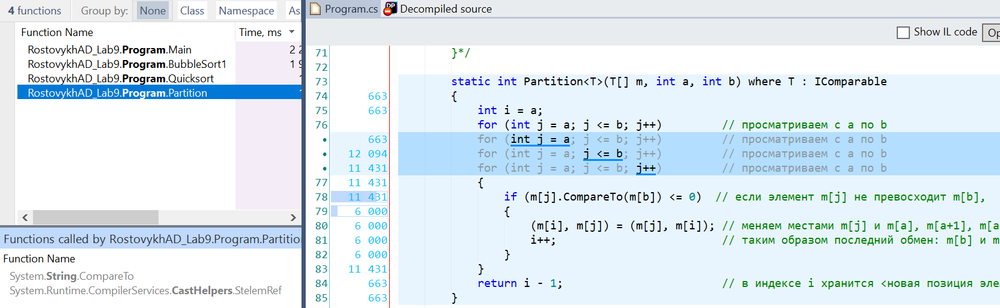 4 functions Group by: None Class Namespace
Function Name Time, ms
RostovykhAD_Lab9.Program.Main 2 2
RostovykhAD_Lab9.Program.BubbleSort1 1 9
RostovykhAD_Lab9.Program.Quicksort
RostovykhAD_Lab9.Program.Partition
Functions called by RostovykhAD_Lab9.Program.Partitio
Function Name
System.String.CompareTo
System.Runtime.CompilerServices.CastHelpers.StelemRef
Program.cs Decompiled source
Show IL code Op
71 }*/
72
73 static int Partition<T>(T[] m, int a, int b) where T : IComparable
74 663 {
75 663 int i = a;
76 for (int j = a; j <= b; j++) // просматриваем с a по b
• 663 for (int j = a; j <= b; j++) // просматриваем с a по b
• 12 094 for (int j = a; j <= b; j++) // просматриваем с a по b
• 11 431 for (int j = a; j <= b; j++) // просматриваем с a по b
77 11 431 {
78 11 431 if (m[j].CompareTo(m[b]) <= 0) // если элемент m[j] не превосходит m[b],
79 6 000 {
80 6 000 (m[i], m[j]) = (m[j], m[i]); // меняем местами m[j] и m[a], m[a+1], m[a
81 6 000 i++; // таким образом последний обмен: m[b] и m
82 6 000 }
83 11 431 }
84 663 return i - 1; // в индексе i хранится <новая позиция эле
85 663 }